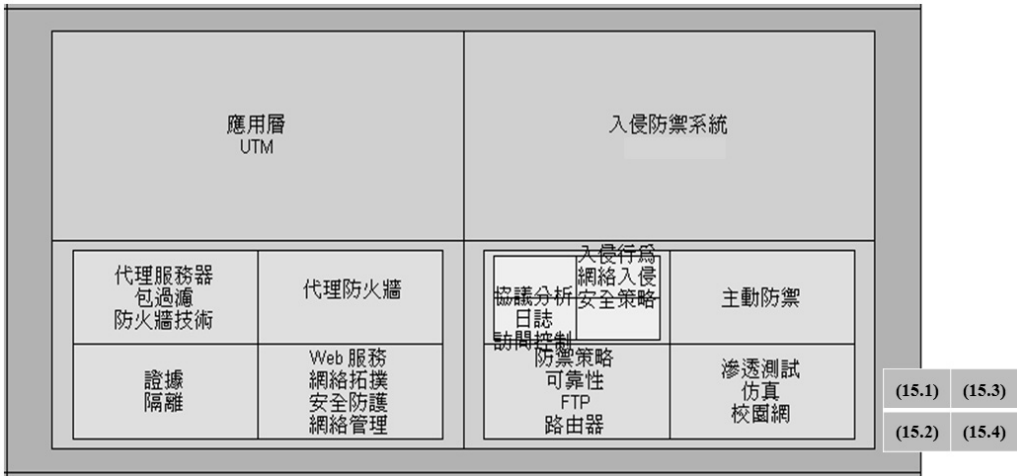 應用層
UTM
入侵防禦系統
代理服務器
包過濾
防火牆技術
代理防火牆
入侵行爲
網絡入侵
安全策略
協議分析
日誌
訪問控制
主動防禦
證據
隔離
Web 服務
網絡拓撲
安全防護
網絡管理
防禦策略
可靠性
FTP
路由器
滲透測試
仿真
校園網
(15.1) (15.3)
(15.2) (15.4)